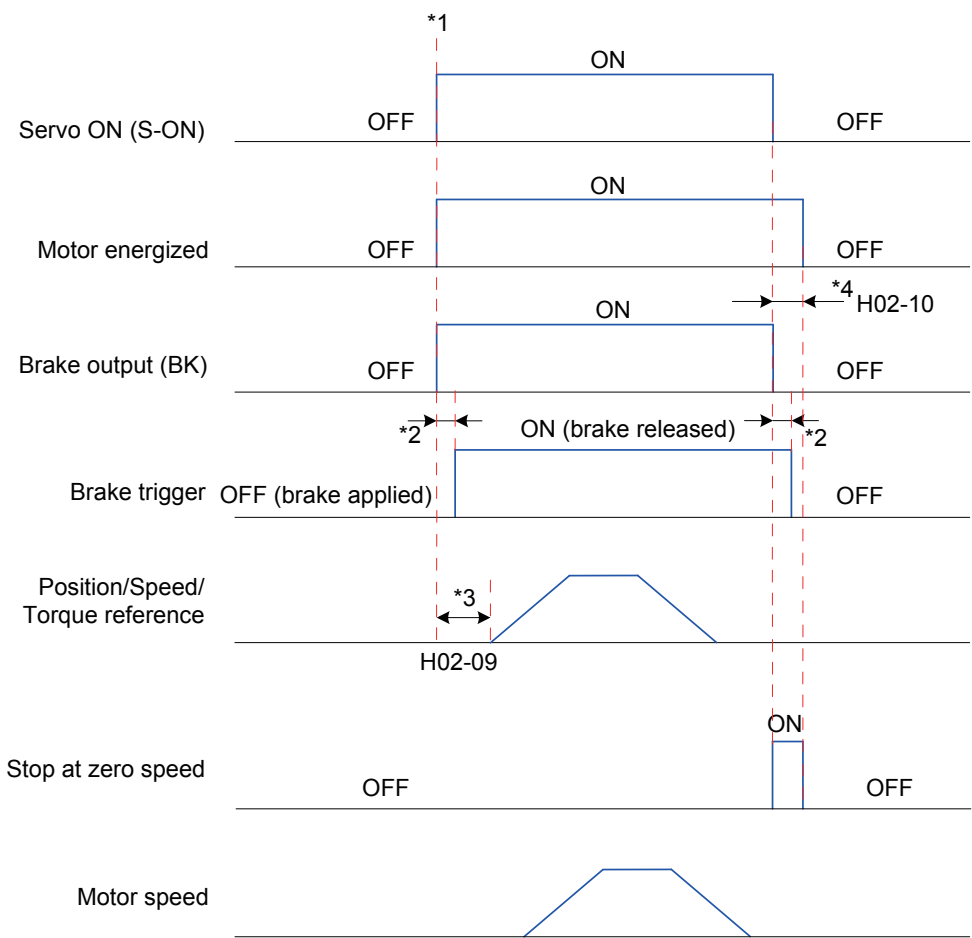 *1
ON
Servo ON (S-ON)
OFF
OFF
ON
Motor energized
OFF
OFF
*4
H02-10
ON
Brake output (BK)
OFF
OFF
*2
ON (brake released)
*2
Brake trigger
OFF (brake applied)
OFF
Position/Speed/
Torque reference
*3
H02-09
ON
Stop at zero speed
OFF
OFF
Motor speed